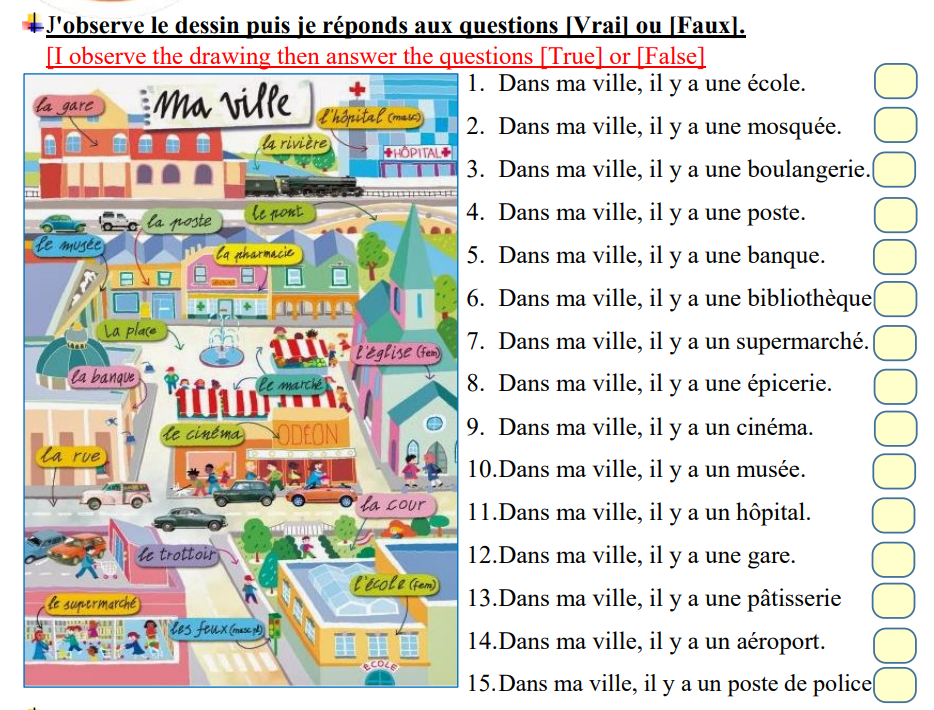 J'observe le dessin puis je réponds aux questions [Vrai] ou [Faux].
[I observe the drawing then answer the questions [True] or [False]
Ma ville
la gare
l'hôpital (masc)
la rivière
HÔPITAL
la poste
le pont
le musée
la pharmacie
La place
l'église (fem)
la banque
le marché
le cinéma
ODEON
la rue
la cour
le trottoir
l'école (fem)
le supermarché
les feux (masc.pl)
ÉCOLE
1. Dans ma ville, il y a une école.
2. Dans ma ville, il y a une mosquée.
3. Dans ma ville, il y a une boulangerie.
4. Dans ma ville, il y a une poste.
5. Dans ma ville, il y a une banque.
6. Dans ma ville, il y a une bibliothèque
7. Dans ma ville, il y a un supermarché.
8. Dans ma ville, il y a une épicerie.
9. Dans ma ville, il y a un cinéma.
10.Dans ma ville, il y a un musée.
11.Dans ma ville, il y a un hôpital.
12.Dans ma ville, il y a une gare.
13.Dans ma ville, il y a une pâtisserie
14.Dans ma ville, il y a un aéroport.
15.Dans ma ville, il y a un poste de police